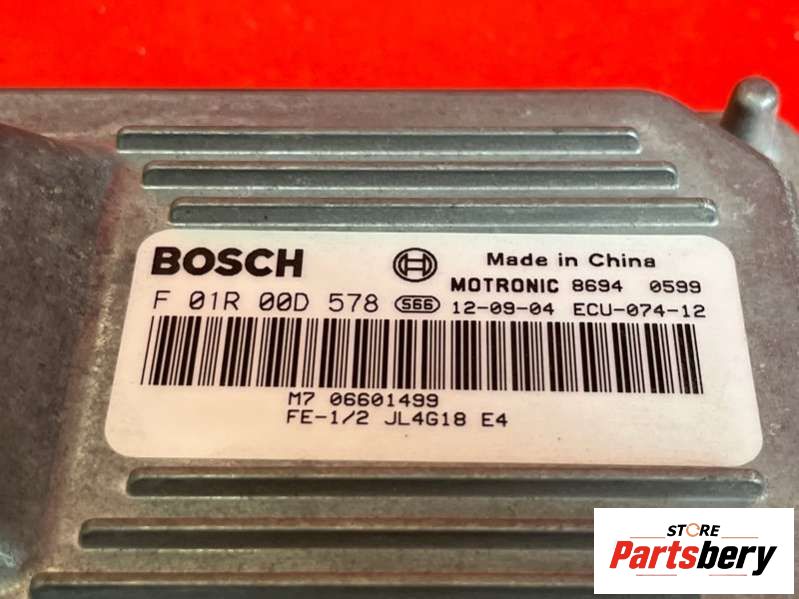 BOSCH
Made in China
MOTRONIC 8694 0599
F 01R 00D 578 566 12-09-04 ECU-074-12
M7 06601499
FE-1/2 JL4G18 E4
STORE
Partsbery